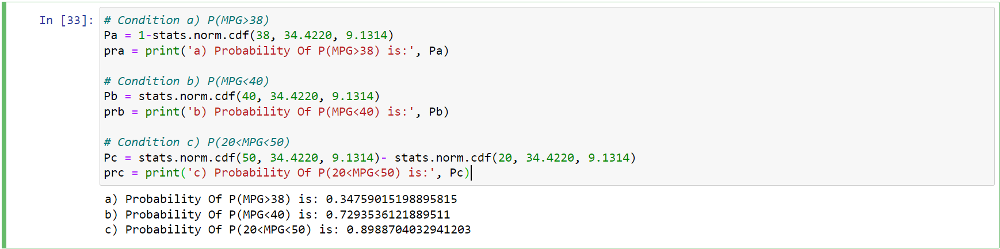 In [33]:
# Condition a) P(MPG>38)
Pa = 1-stats.norm.cdf(38, 34.4220, 9.1314)
pra = print('a) Probability Of P(MPG>38) is:', Pa)
# Condition b) P(MPG<40)
Pb = stats.norm.cdf(40, 34.4220, 9.1314)
prb = print('b) Probability Of P(MPG<40) is:', Pb)
# Condition c) P(20<MPG<50)
Pc = stats.norm.cdf(50, 34.4220, 9.1314)- stats.norm.cdf(20, 34.4220, 9.1314)
prc = print('c) Probability Of P(20<MPG<50) is:', Pc)
a) Probability Of P(MPG>38) is: 0.34759015198895815
b) Probability Of P(MPG<40) is: 0.7293536121889511
c) Probability Of P(20<MPG<50) is: 0.8988704032941203